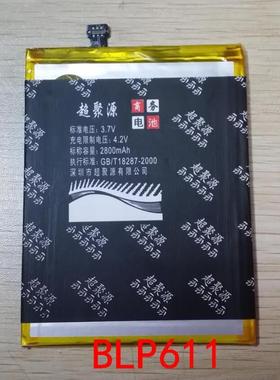 超聚源 商务
电池
标准电压: 3.7V
充电限制电压: 4.2V
标称容量: 2800mAh
执行标准: GB/T18287-2000
深圳市超聚源
超聚源
BLP611